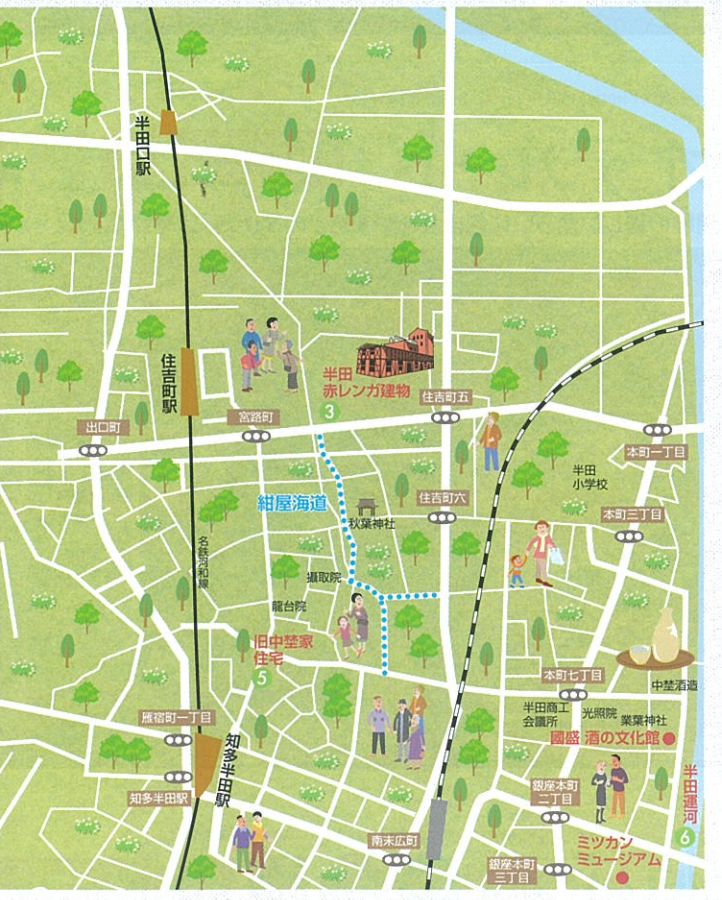 半田口駅
住吉町駅
半田
赤レンガ建物
3
住吉町五
宮路町
出口町
本町一丁目
紺屋海道
秋葉神社
住吉町六
半田
小学校
本町三丁目
名鉄河和線
攝取院
龍台院
旧中埜家
住宅
5
本町七丁目
中埜酒造
半田商工
会議所
光照院
業葉神社
國盛 酒の文化館
雁宿町一丁目
知多半田駅
知多半田駅
銀座本町
二丁目
半田運河
6
南末広町
ミツカン
ミュージアム
銀座本町
三丁目